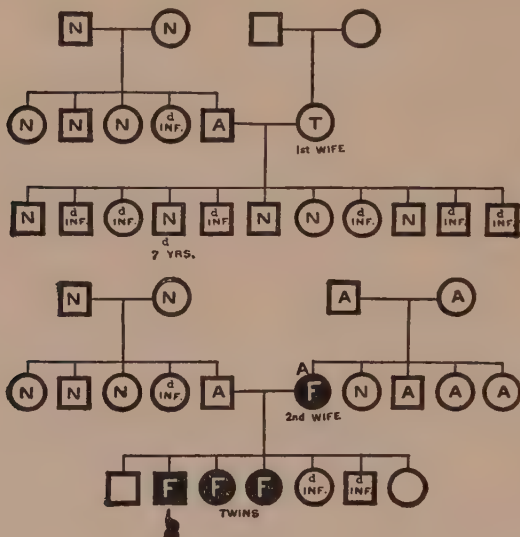 N N
N N N d INF. A T
1st WIFE
N d INF. d INF. N d INF. N N d INF. N d INF. d INF.
d
7 YRS.
N N A A
A
N N N d INF. A F N A A A
2nd WIFE
F F F d INF. d INF.
TWINS